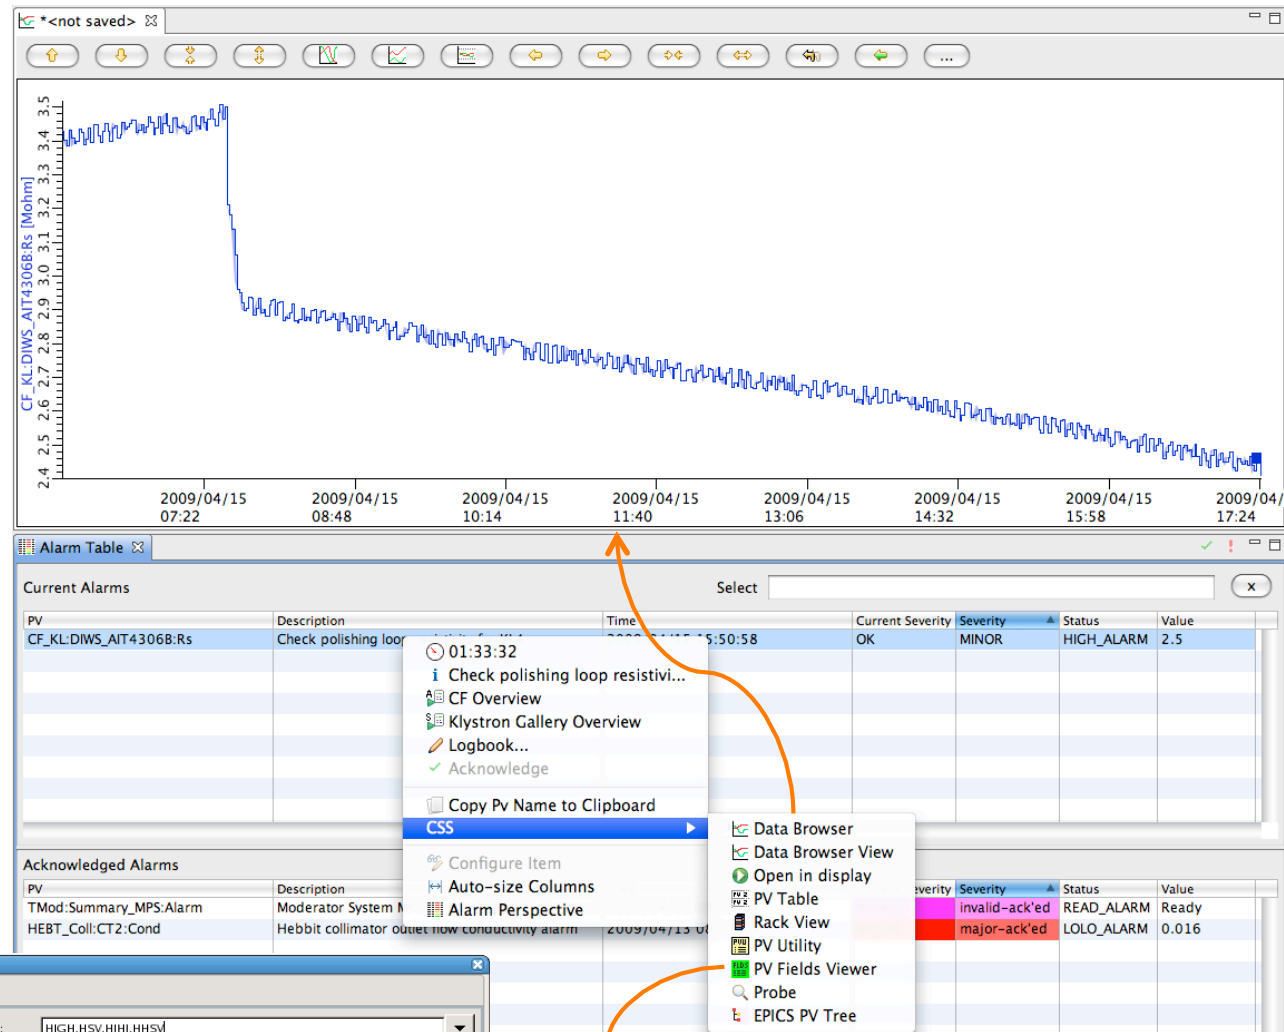 *<not saved>
...
3.5
3.4
3.3
3.2
3.1
3.0
2.9
2.8
2.7
2.6
2.5
2.4
CF_KL:DIWS_AIT4306B:Rs [Mohm]
2009/04/15 2009/04/15 2009/04/15 2009/04/15 2009/04/15 2009/04/15 2009/04/15 2009/04/
07:22 08:48 10:14 11:40 13:06 14:32 15:58 17:24
Alarm Table
Current Alarms Select x
PV Description Time Current Severity Severity Status Value
CF_KL:DIWS_AIT4306B:Rs Check polishing loop 15:50:58 OK MINOR HIGH_ALARM 2.5
01:33:32
Check polishing loop resistivi...
CF Overview
Klystron Gallery Overview
Logbook...
Acknowledge
Copy Pv Name to Clipboard
CSS
Configure Item
Auto-size Columns
Alarm Perspective
Data Browser
Data Browser View
Open in display
PV Table
Rack View
PV Utility
PV Fields Viewer
Probe
EPICS PV Tree
Acknowledged Alarms
PV Description Severity Status Value
TMod:Summary_MPS:Alarm Moderator System invalid-ack'ed READ_ALARM Ready
HEBT_Coll:CT2:Cond Hebbit collimator outlet flow conductivity alarm 2009/04/13 major-ack'ed LOLO_ALARM 0.016
HIGH,HSV,HIHI,HHSV